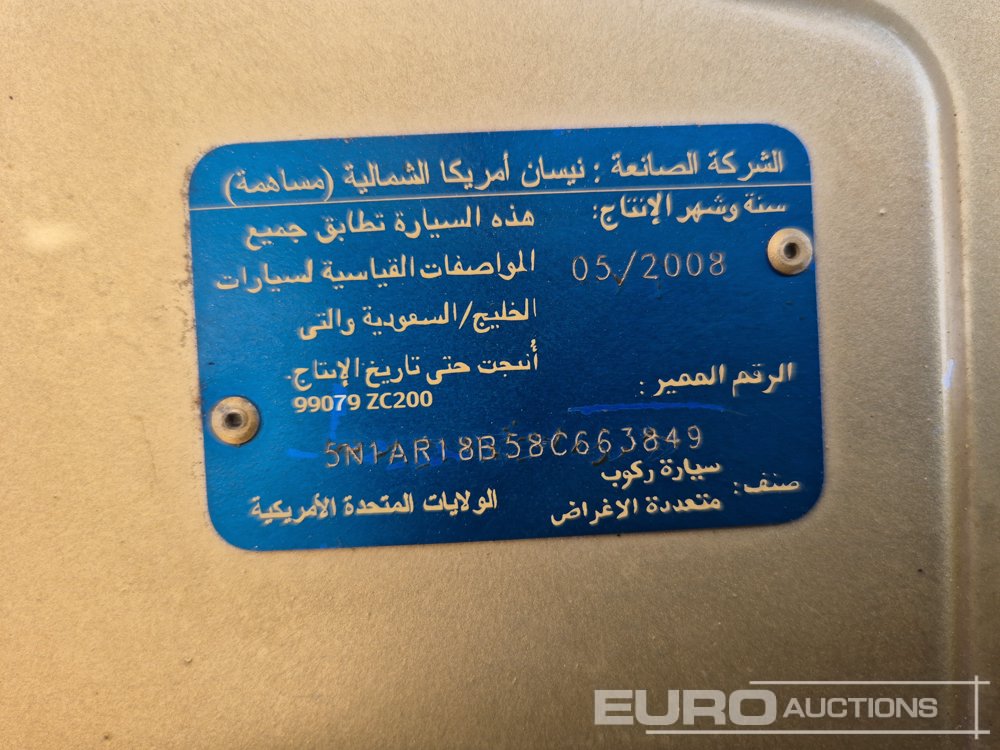 الشركة الصانعة : نيسان أمريكا الشمالية (مساهمة)
سنة وشهر الإنتاج:
05/2008
هذه السيارة تطابق جميع
المواصفات القياسية لسيارات
الخليج/السعودية والتى
أُنتجت حتى تاريخ الإنتاج.
99079 ZC200
الرقم المميز :
5N1AR18B58C663849
صنف: سيارة ركوب
متعددة الاغراض
الولايات المتحدة الأمريكية
EURO AUCTIONS